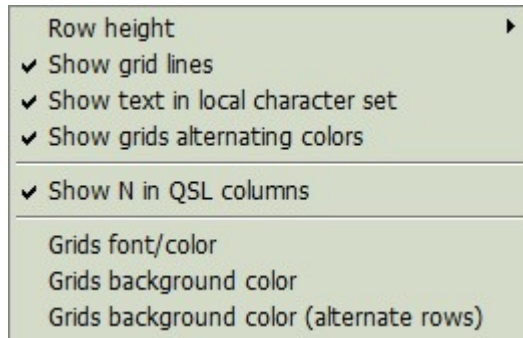 Row height
Show grid lines
Show text in local character set
Show grids alternating colors
Show N in QSL columns
Grids font/color
Grids background color
Grids background color (alternate rows)